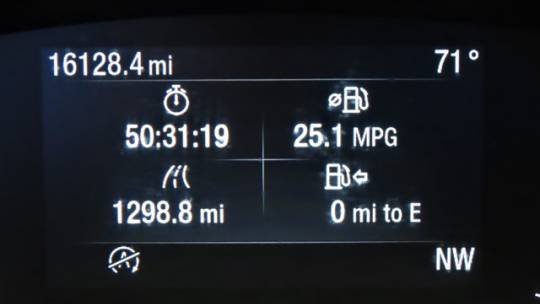 16128.4 mi 71°
50:31:19 25.1 MPG
1298.8 mi 0 mi to E
NW